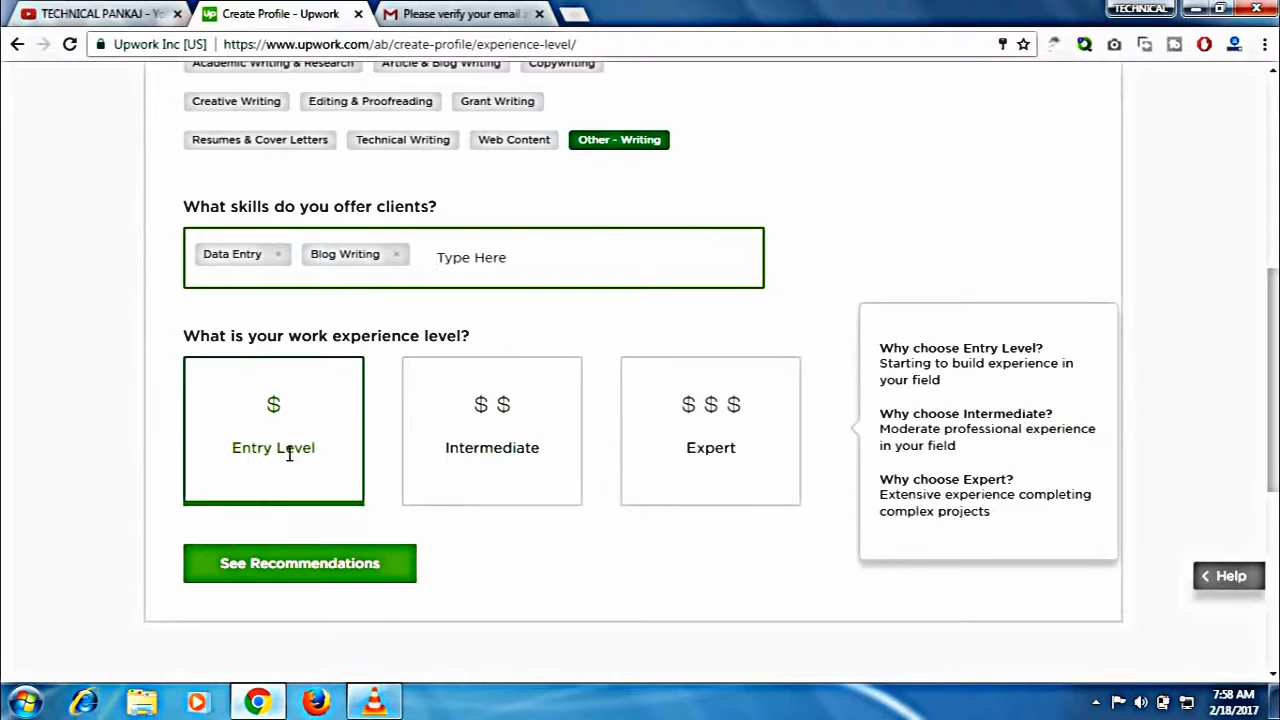 TECHNICAL PANKAJ - Yo
Create Profile - Upwork
Please verify your email a
TECHNICAL
Upwork Inc [US]
https://www.upwork.com/ab/create-profile/experience-level/
Academic Writing & Research
Article & Blog Writing
Copywriting
Creative Writing
Editing & Proofreading
Grant Writing
Resumes & Cover Letters
Technical Writing
Web Content
Other - Writing
What skills do you offer clients?
Data Entry ×
Blog Writing ×
Type Here
What is your work experience level?
$
Entry Level
$ $
Intermediate
$ $ $
Expert
Why choose Entry Level?
Starting to build experience in
your field
Why choose Intermediate?
Moderate professional experience
in your field
Why choose Expert?
Extensive experience completing
complex projects
See Recommendations
Help
7:58 AM
2/18/2017